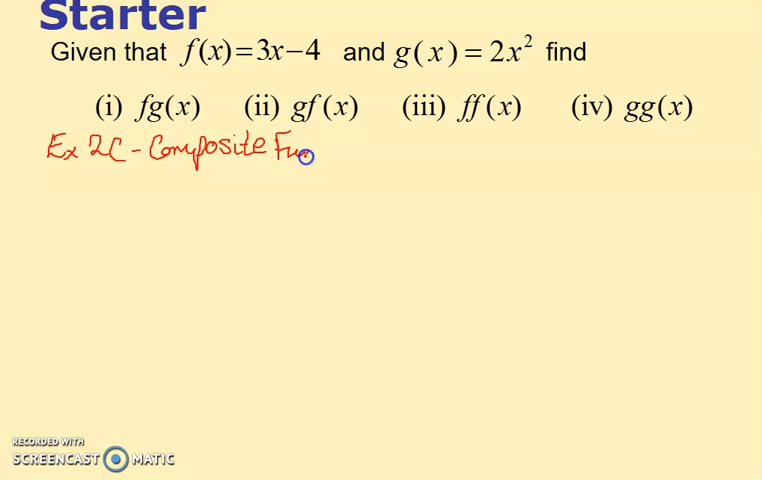 Starter
Given that f(x)=3x−4 and g(x)=2x² find
(i) fg(x) (ii) gf(x) (iii) ff(x) (iv) gg(x)
Ex 2C - Composite Fun
RECORDED WITH
SCREENCAST MATIC